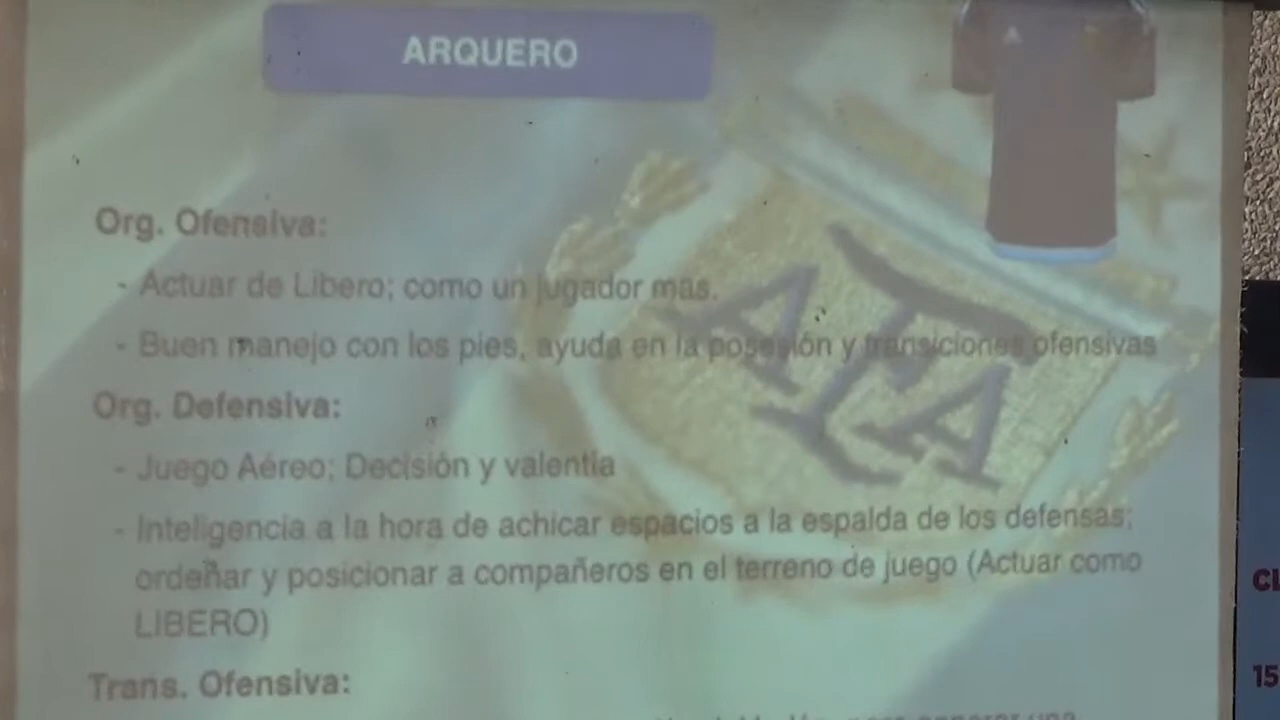 ARQUERO
Org. Ofensiva:
- Actuar de Libero; como un jugador mas.
- Buen manejo con los pies, ayuda en la posesión y transiciones ofensivas
Org. Defensiva:
- Juego Aéreo; Decisión y valentia
- Inteligencia a la hora de achicar espacios a la espalda de los defensas;
ordeñar y posicionar a compañeros en el terreno de juego (Actuar como
LIBERO)
Trans. Ofensiva:
AFA
15